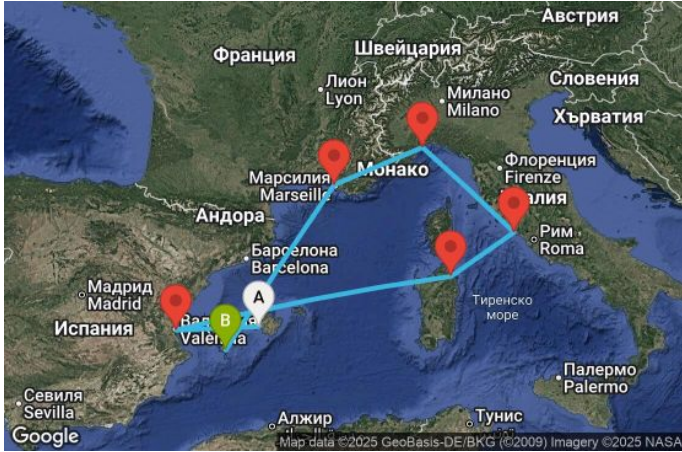 Австрия
Франция
Швейцария
Лион
Lyon
Милано
Milano
Словения
Хърватия
Марсилия
Marseille
Монако
Флоренция
Firenze
Андора
Рим
Roma
Барселона
Barcelona
Мадрид
Madrid
A
B
Испания
València
Тиренско
море
Палермо
Palermo
Севиля
Sevilla
Алжир
Тунис
Google
Map data ©2025 GeoBasis-DE/BKG (©2009) Imagery ©2025 NASA